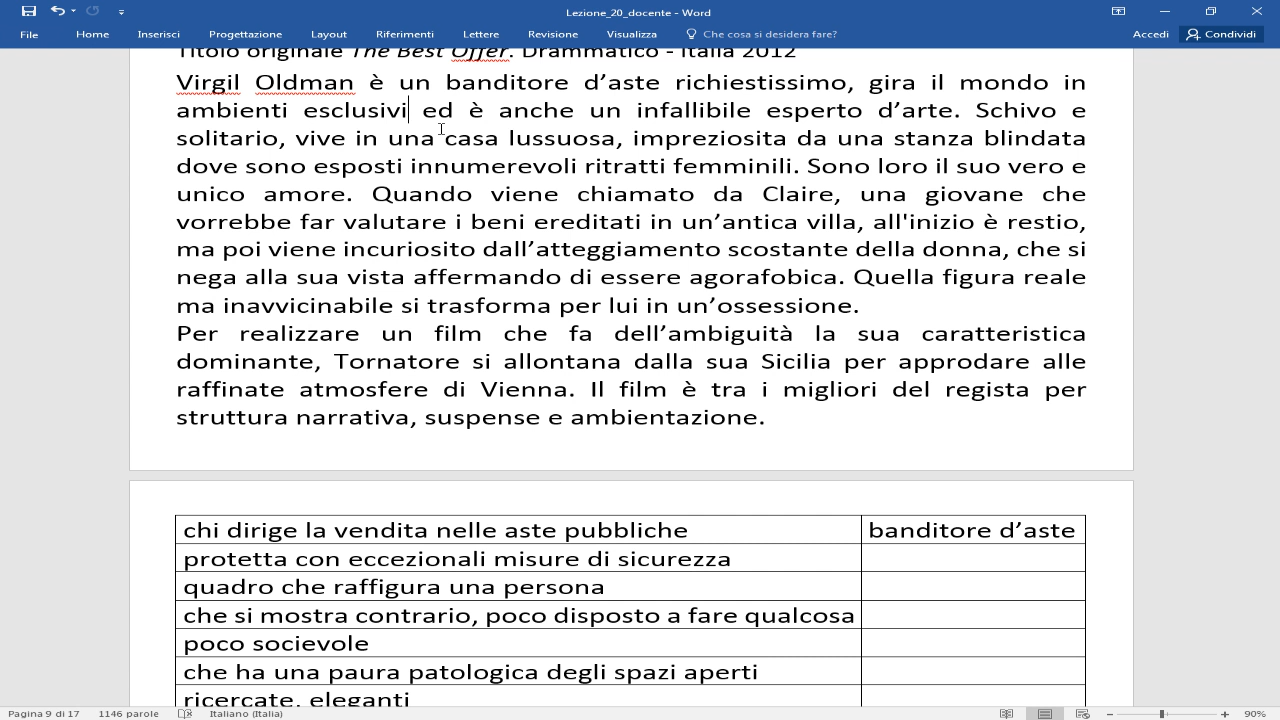 Lezione_20_docente - Word
File Home Inserisci Progettazione Layout Riferimenti Lettere Revisione Visualizza Che cosa si desidera fare? Accedi Condividi
Titolo originale The Best Offer. Drammatico - Italia 2012
Virgil Oldman è un banditore d’aste richiestissimo, gira il mondo in
ambienti esclusivi ed è anche un infallibile esperto d’arte. Schivo e
solitario, vive in una casa lussuosa, impreziosita da una stanza blindata
dove sono esposti innumerevoli ritratti femminili. Sono loro il suo vero e
unico amore. Quando viene chiamato da Claire, una giovane che
vorrebbe far valutare i beni ereditati in un’antica villa, all'inizio è restio,
ma poi viene incuriosito dall’atteggiamento scostante della donna, che si
nega alla sua vista affermando di essere agorafobica. Quella figura reale
ma inavvicinabile si trasforma per lui in un’ossessione.
Per realizzare un film che fa dell’ambiguità la sua caratteristica
dominante, Tornatore si allontana dalla sua Sicilia per approdare alle
raffinate atmosfere di Vienna. Il film è tra i migliori del regista per
struttura narrativa, suspense e ambientazione.
chi dirige la vendita nelle aste pubbliche banditore d’aste
protetta con eccezionali misure di sicurezza
quadro che raffigura una persona
che si mostra contrario, poco disposto a fare qualcosa
poco socievole
che ha una paura patologica degli spazi aperti
ricercate, eleganti
Pagina 9 di 17 1146 parole Italiano (Italia) 90%